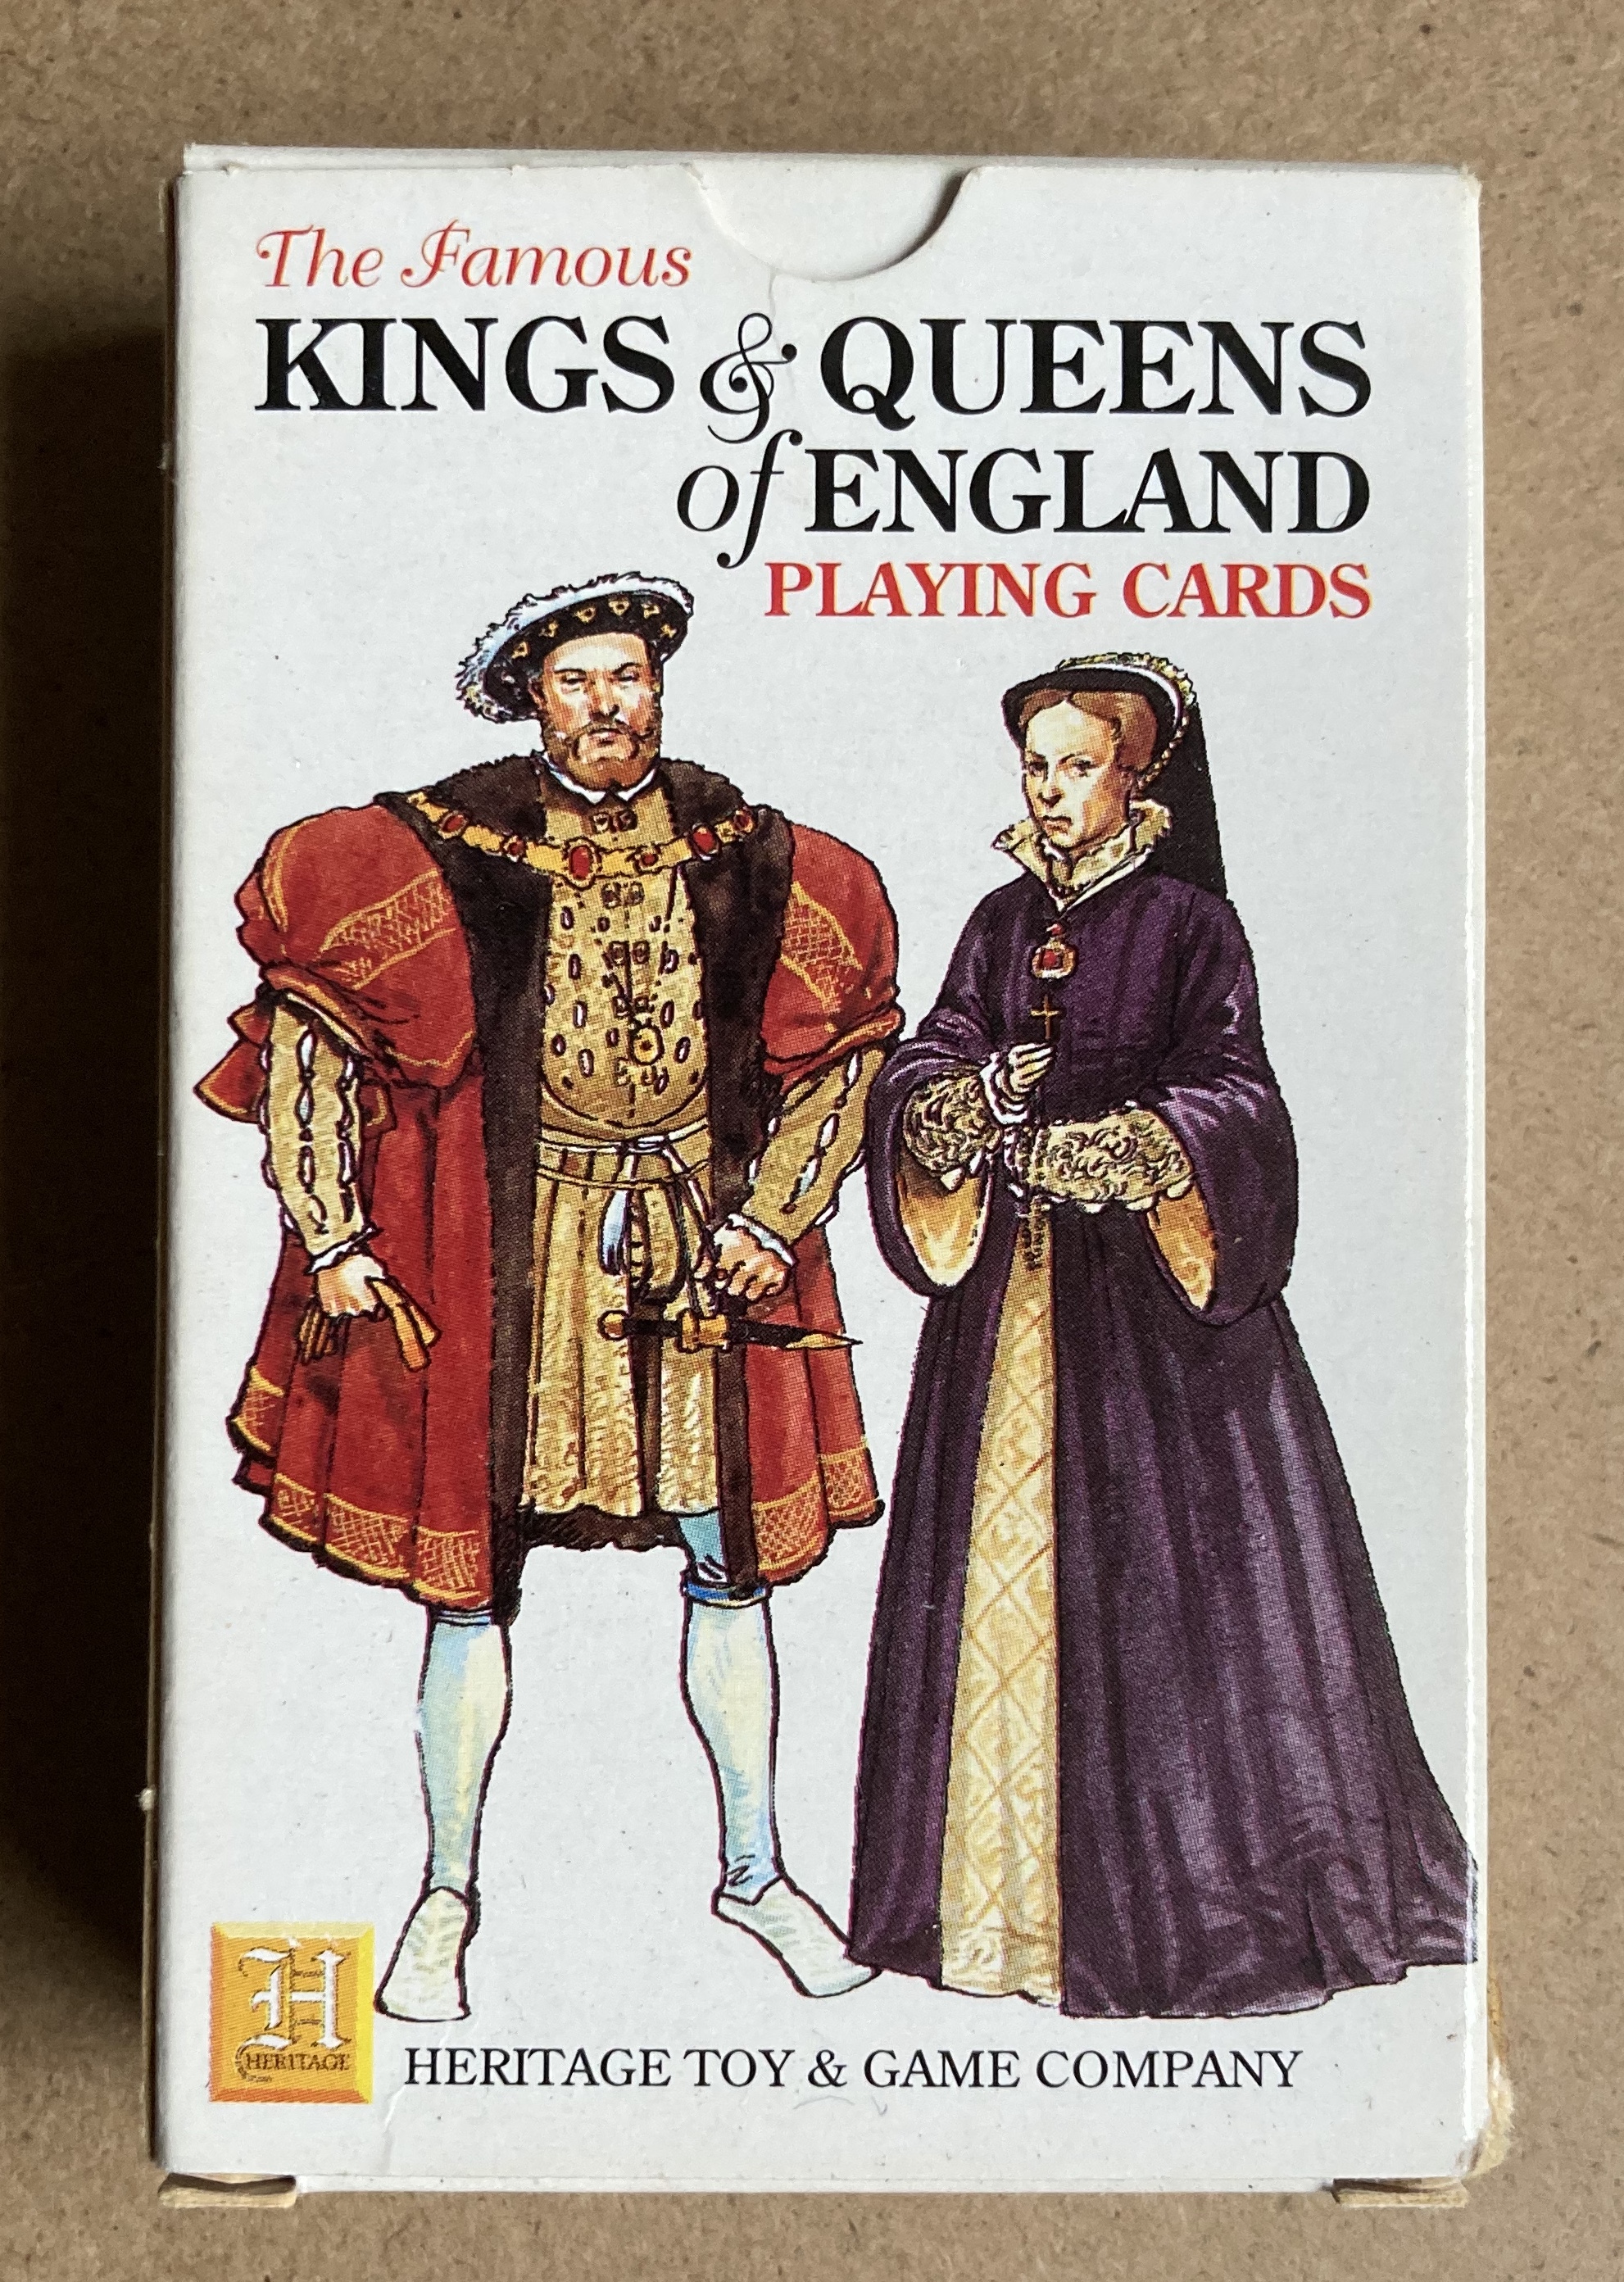 The Famous
KINGS & QUEENS
of ENGLAND
PLAYING CARDS
H
HERITAGE
HERITAGE TOY & GAME COMPANY